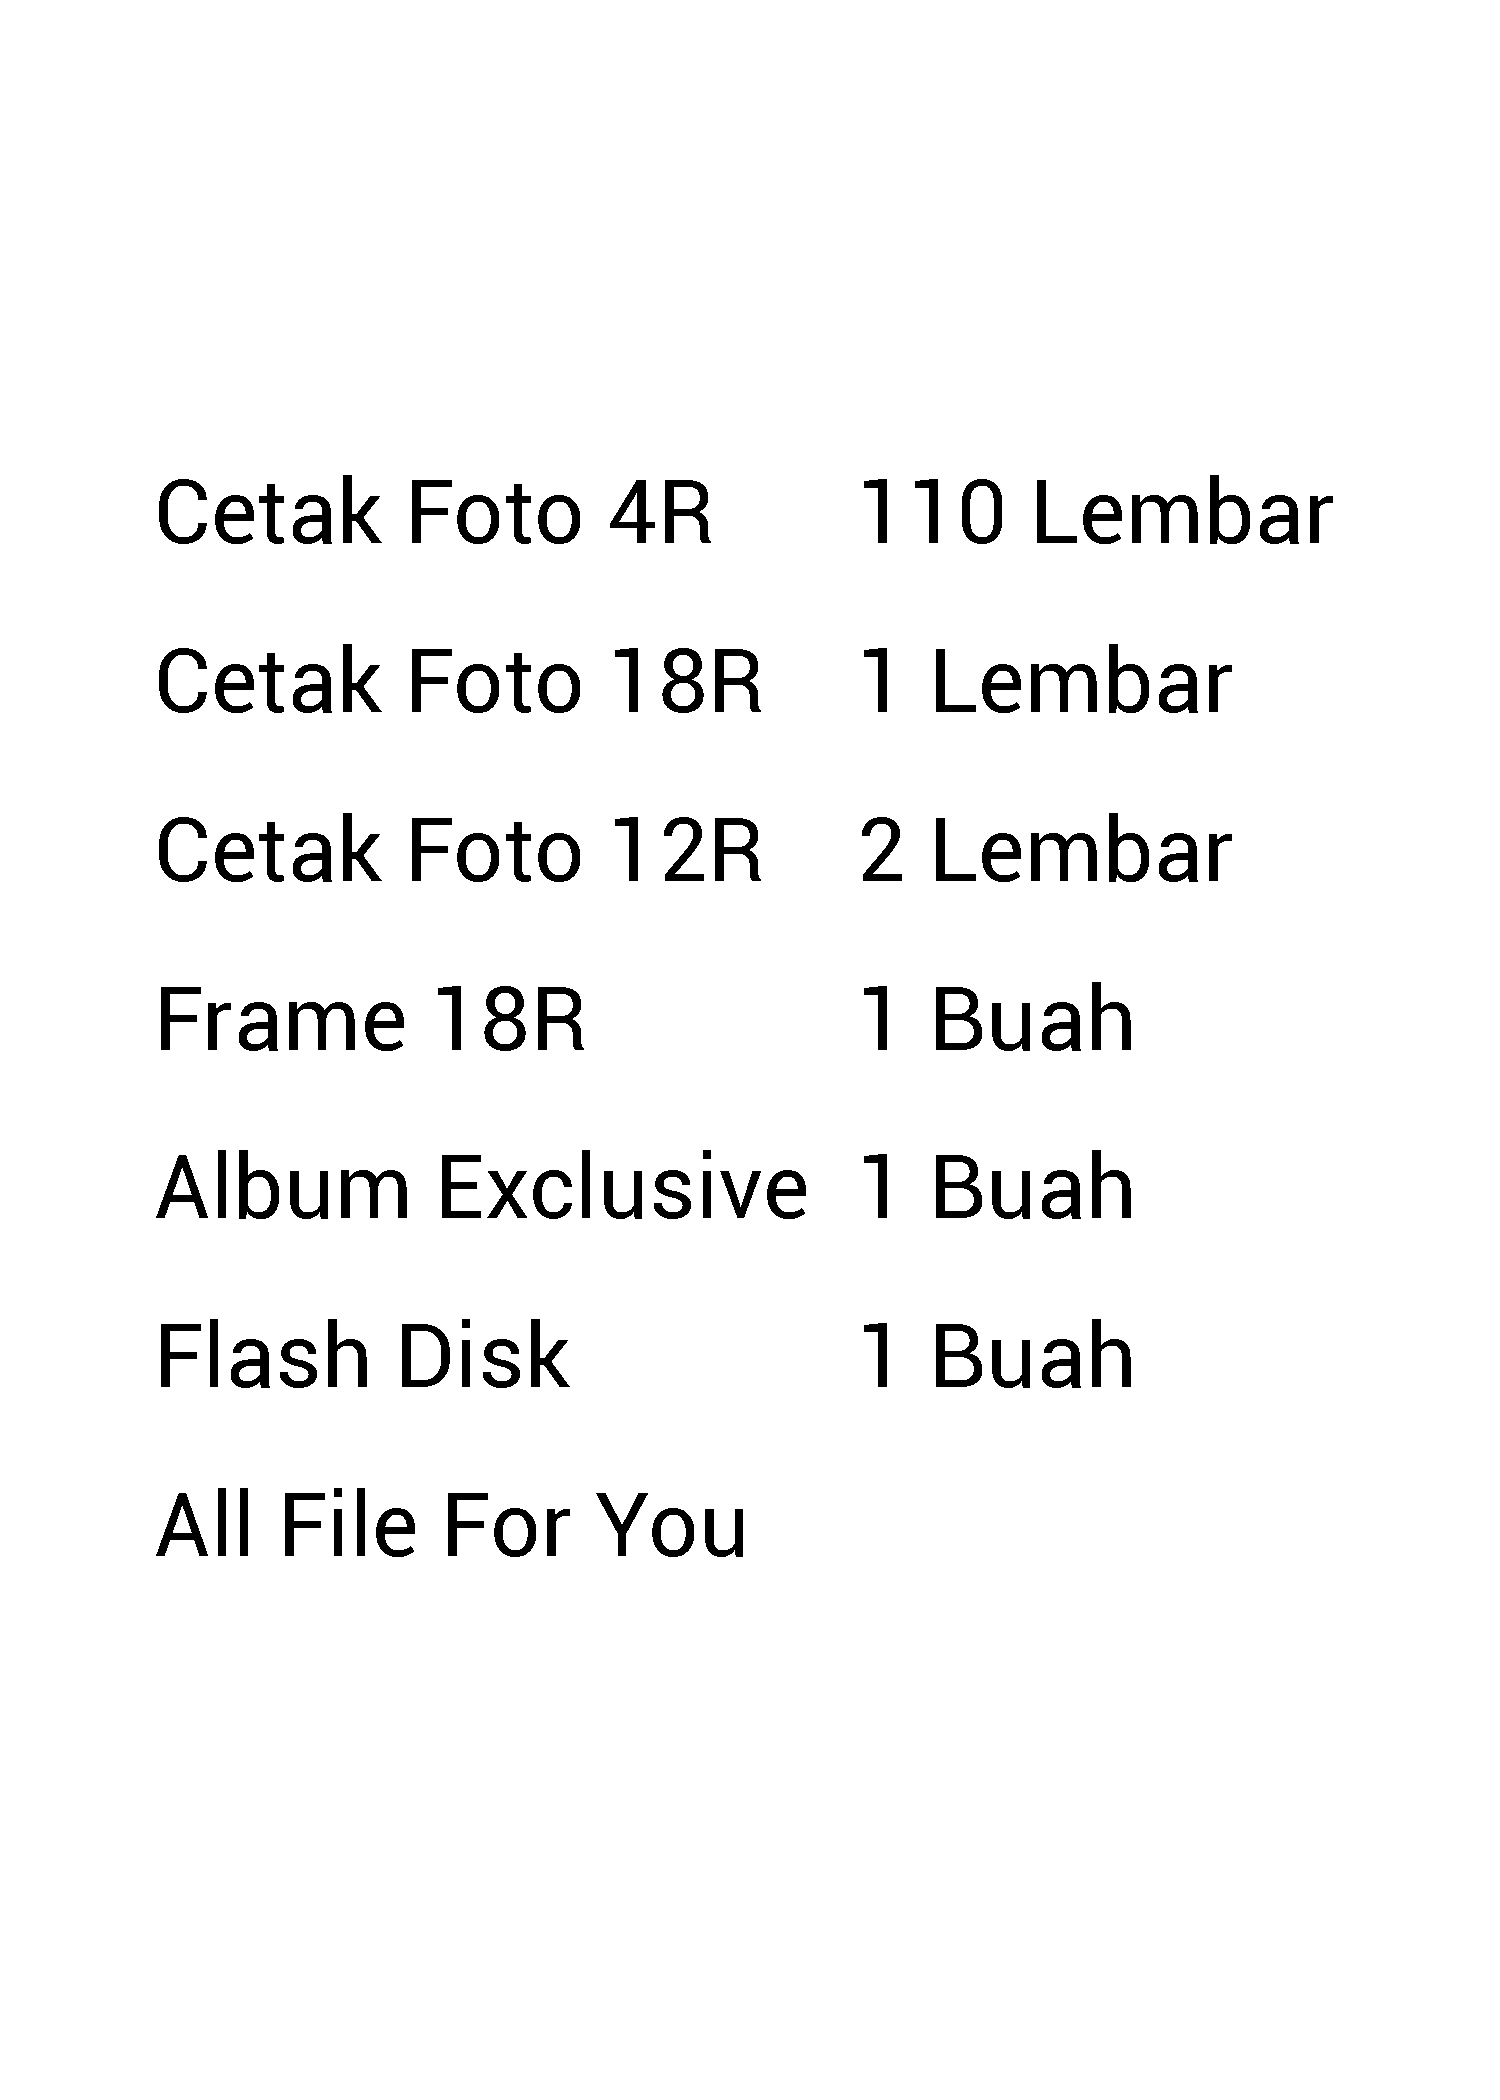 Cetak Foto 4R 110 Lembar
Cetak Foto 18R 1 Lembar
Cetak Foto 12R 2 Lembar
Frame 18R 1 Buah
Album Exclusive 1 Buah
Flash Disk 1 Buah
All File For You